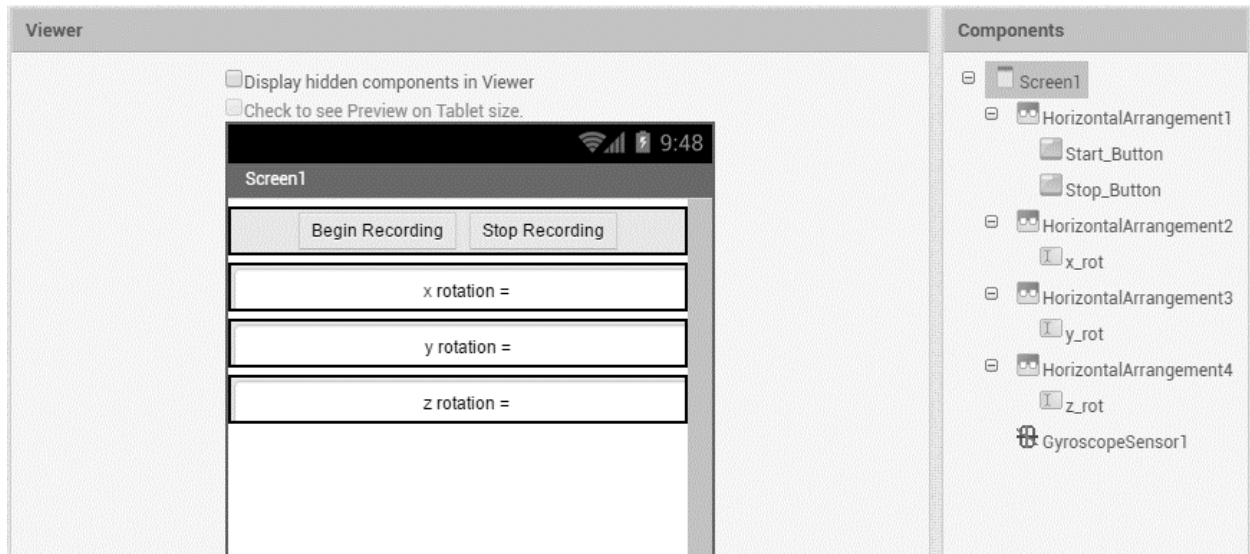 Viewer
Display hidden components in Viewer
Check to see Preview on Tablet size.
9:48
Screen1
Begin Recording Stop Recording
x rotation =
y rotation =
z rotation =
Components
Screen1
HorizontalArrangement1
Start_Button
Stop_Button
HorizontalArrangement2
x_rot
HorizontalArrangement3
y_rot
HorizontalArrangement4
z_rot
GyroscopeSensor1